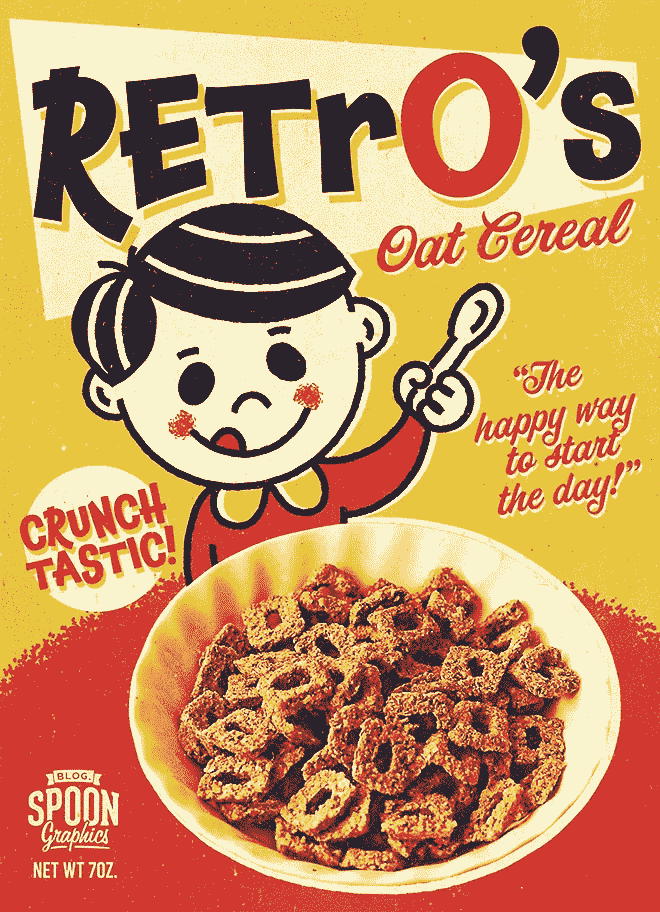 RETrO's
Oat Cereal
“The
happy way
to start
the day!”
CRUNCH
TASTIC!
BLOG.
SPOON
Graphics
NET WT 7OZ.